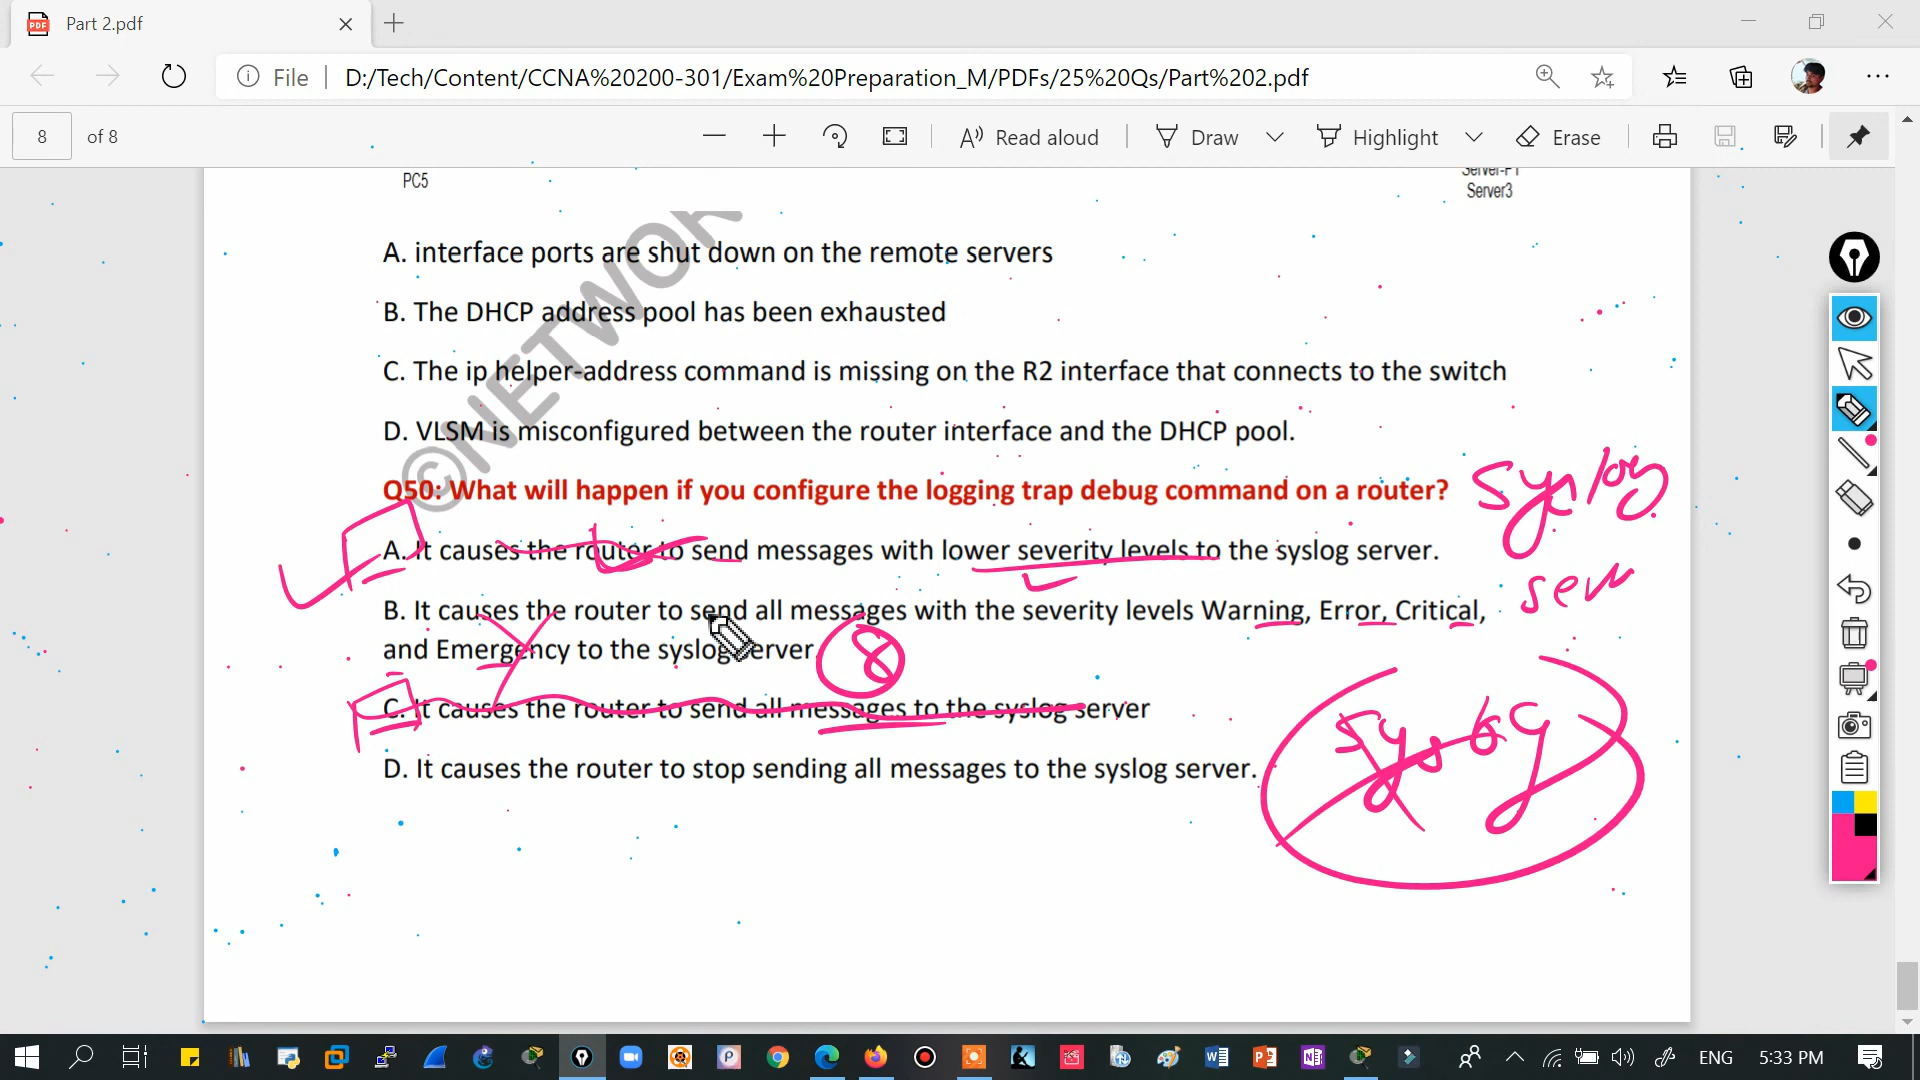 Part 2.pdf
File
D:/Tech/Content/CCNA%20200-301/Exam%20Preparation_M/PDFs/25%20Qs/Part%202.pdf
8 of 8
Read aloud
Draw
Highlight
Erase
PC5
Server-PT
Server3
A. interface ports are shut down on the remote servers
B. The DHCP address pool has been exhausted
C. The ip helper-address command is missing on the R2 interface that connects to the switch
D. VLSM is misconfigured between the router interface and the DHCP pool.
©NETWOR
Q50: What will happen if you configure the logging trap debug command on a router?
syslog
A. It causes the router to send messages with lower severity levels to the syslog server.
B. It causes the router to send all messages with the severity levels Warning, Error, Critical,
and Emergency to the syslog server.
8
C. It causes the router to send all messages to the syslog server
D. It causes the router to stop sending all messages to the syslog server.
ENG
5:33 PM